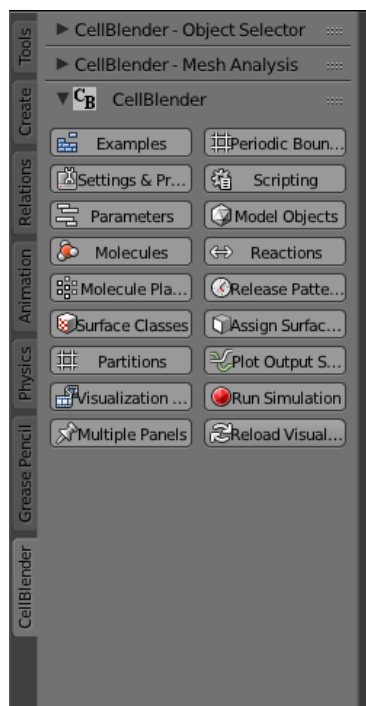 Tools
Create
Relations
Animation
Physics
Grease Pencil
CellBlender
CellBlender - Object Selector
CellBlender - Mesh Analysis
CB CellBlender
Examples
Periodic Boun...
Settings & Pr...
Scripting
Parameters
Model Objects
Molecules
Reactions
Molecule Pla...
Release Patte...
Surface Classes
Assign Surfac...
Partitions
Plot Output S...
Visualization ...
Run Simulation
Multiple Panels
Reload Visual...